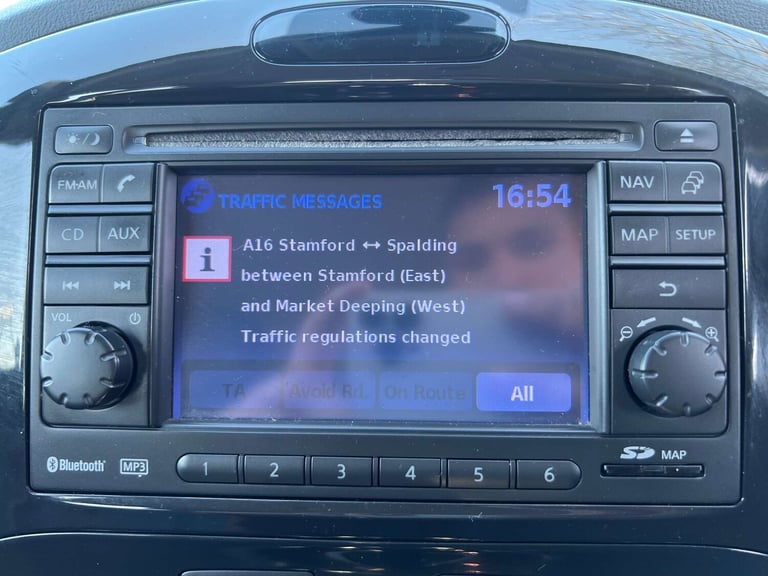 TRAFFIC MESSAGES 16:54
FM·AM
NAV
i
A16 Stamford ↔ Spalding
CD AUX
MAP SETUP
between Stamford (East)
and Market Deeping (West)
Traffic regulations changed
VOL
TA Avoid Rd. On Route All
Bluetooth MP3
1 2 3 4 5 6
SD MAP